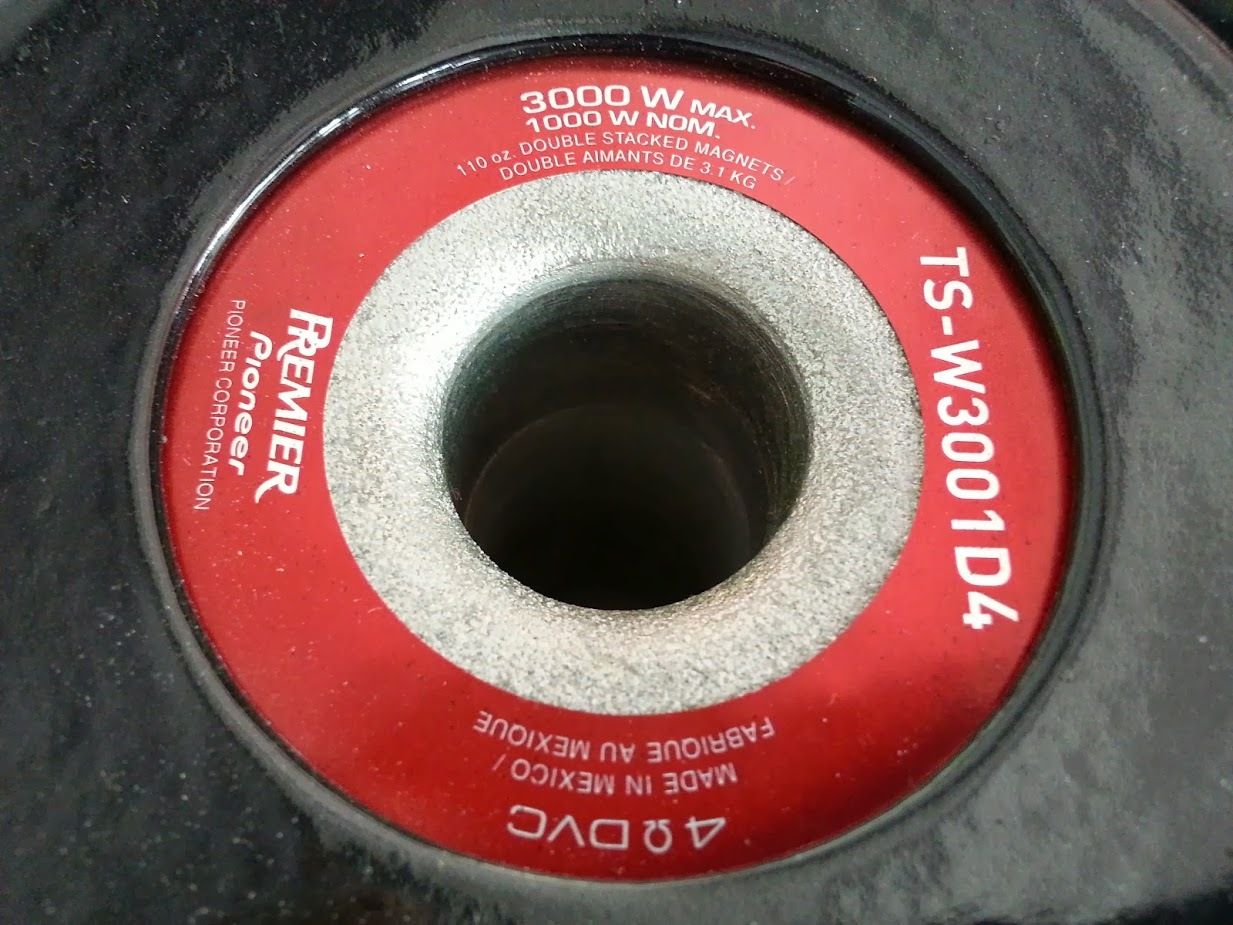 3000 W MAX.
1000 W NOM.
110 oz. DOUBLE STACKED MAGNETS /
DOUBLE AIMANTS DE 3.1 KG
TS-W3001D4
4Ω DVC
MADE IN MEXICO /
FABRIQUE AU MEXIQUE
PREMIER
Pioneer
PIONEER CORPORATION